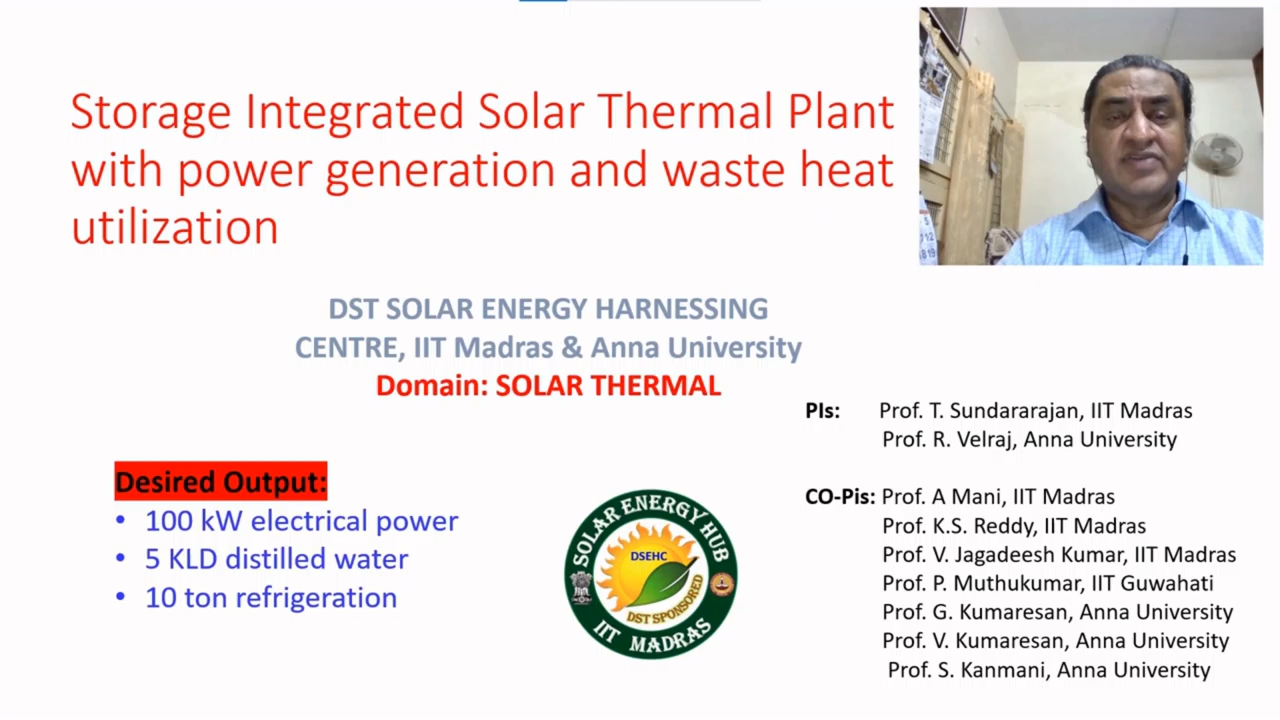 Storage Integrated Solar Thermal Plant
with power generation and waste heat
utilization
DST SOLAR ENERGY HARNESSING
CENTRE, IIT Madras & Anna University
Domain: SOLAR THERMAL
PIs: Prof. T. Sundararajan, IIT Madras
Prof. R. Velraj, Anna University
CO-Pis: Prof. A Mani, IIT Madras
Prof. K.S. Reddy, IIT Madras
Prof. V. Jagadeesh Kumar, IIT Madras
Prof. P. Muthukumar, IIT Guwahati
Prof. G. Kumaresan, Anna University
Prof. V. Kumaresan, Anna University
Prof. S. Kanmani, Anna University
Desired Output:
• 100 kW electrical power
• 5 KLD distilled water
• 10 ton refrigeration
SOLAR ENERGY HUB
DSEHC
DST SPONSORED
IIT MADRAS